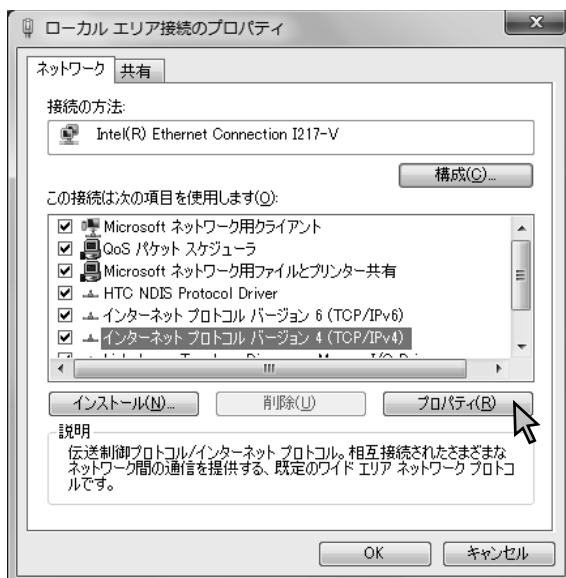 ローカル エリア接続のプロパティ
ネットワーク 共有
接続の方法:
Intel(R) Ethernet Connection I217-V
構成(C)...
この接続は次の項目を使用します(O):
Microsoft ネットワーク用クライアント
QoS パケット スケジューラ
Microsoft ネットワーク用ファイルとプリンター共有
HTC NDIS Protocol Driver
インターネット プロトコル バージョン 6 (TCP/IPv6)
インターネット プロトコル バージョン 4 (TCP/IPv4)
インストール(N)... 削除(U) プロパティ(R)
説明
伝送制御プロトコル/インターネット プロトコル。相互接続されたさまざまな
ネットワーク間の通信を提供する、既定のワイド エリア ネットワーク プロトコ
ルです。
OK キャンセル